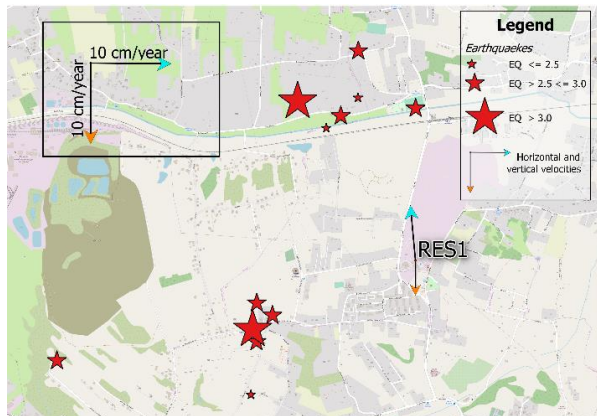 10 cm/year
10 cm/year
Legend
Earthquaekes
EQ <= 2.5
EQ > 2.5 <= 3.0
EQ > 3.0
Horizontal and
vertical velocities
RES1